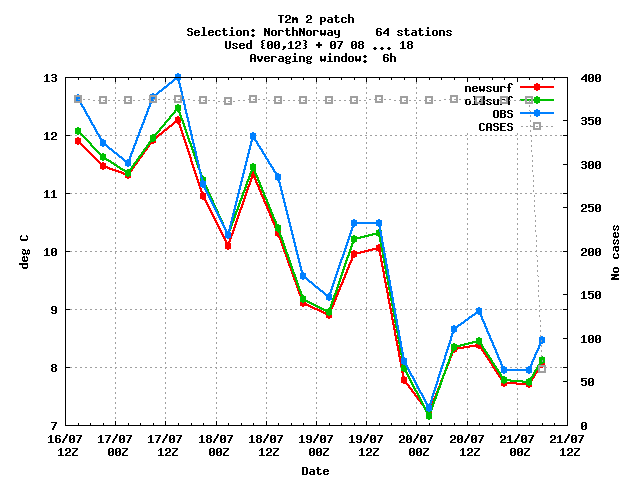 T2m 2 patch
Selection: NorthNorway 64 stations
Used {00,12} + 07 08 ... 18
Averaging window: 6h
newsurf
oldsurf
OBS
CASES
13
12
11
10
9
8
7
deg C
400
350
300
250
200
150
100
50
0
No cases
16/07 17/07 17/07 18/07 18/07 19/07 19/07 20/07 20/07 21/07 21/07
12Z 00Z 12Z 00Z 12Z 00Z 12Z 00Z 12Z 00Z 12Z
Date